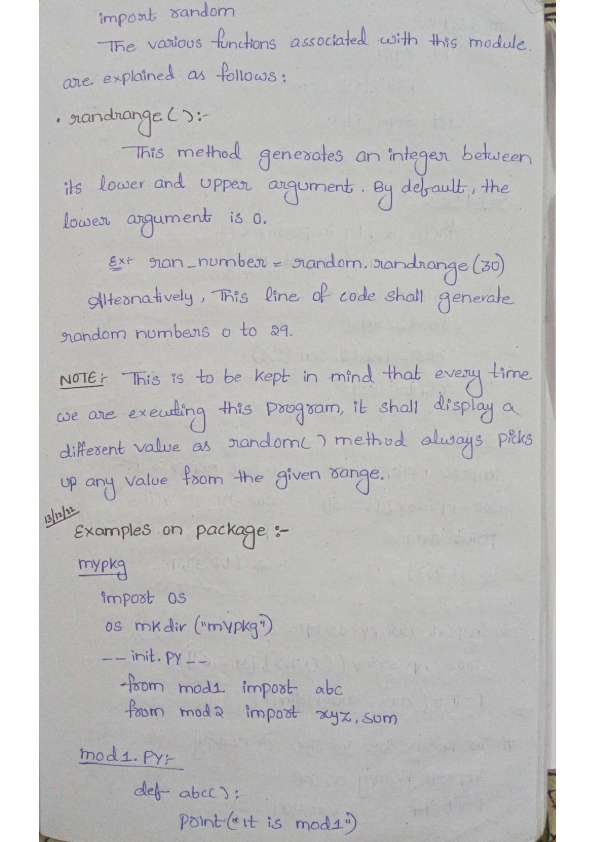 import random
The various functions associated with this module
are explained as follows:
• randrange():-
This method generates an integer between
its lower and upper argument. By default, the
lower argument is 0.
Ex:- ran_number = random.randrange(30)
Alternatively, This line of code shall generate
random numbers 0 to 29.
NOTE:- This is to be kept in mind that every time
we are executing this program, it shall display a
different value as random() method always picks
up any value from the given range.
13/12/22
Examples on package:-
mypkg
import os
os mkdir ("mypkg")
__init.py__
from mod1 import abc
from mod2 import xyz, sum
mod1.py:-
def abc():
print("it is mod1")